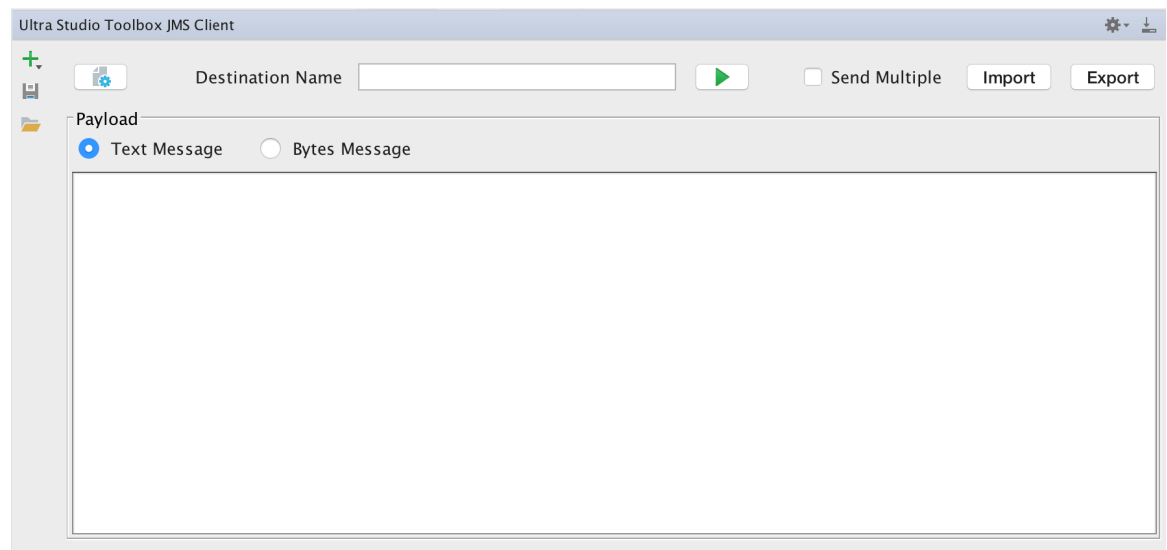 Ultra Studio Toolbox JMS Client
Destination Name Send Multiple Import Export
Payload
Text Message Bytes Message